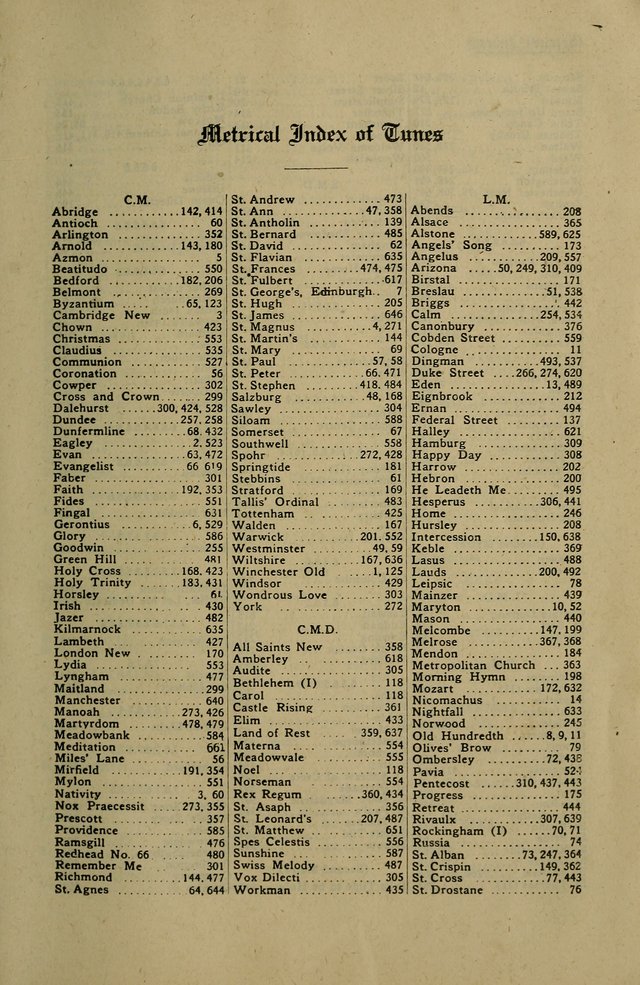 Metrical Index of Tunes
C.M.
Abridge ............142, 414
Antioch ................ 60
Arlington .............. 352
Arnold ............143, 180
Azmon .................. 5
Beatitudo .............. 550
Bedford ...........182, 206
Belmont ................ 269
Byzantium ......... 65, 123
Cambridge New .......... 3
Chown .................. 423
Christmas .............. 553
Claudius ............... 535
Communion .............. 527
Coronation ............. 56
Cowper ................. 302
Cross and Crown ........ 299
Dalehurst ......300, 424, 528
Dundee ............257, 258
Dunfermline ....... 68, 432
Eagley ............ 2, 523
Evan .............. 63, 472
Evangelist ........ 66 619
Faber .................. 301
Faith .............192, 353
Fides .................. 551
Fingal ................. 631
Gerontius ......... 6, 529
Glory .................. 586
Goodwin ................ 255
Green Hill ............. 481
Holy Cross ........168, 423
Holy Trinity ......183, 431
Horsley ................ 61
Irish .................. 430
Jazer .................. 482
Kilmarnock ............. 635
Lambeth ................ 427
London New ............. 170
Lydia .................. 553
Lyngham ................ 477
Maitland ............... 299
Manchester ............. 640
Manoah ............273, 426
Martyrdom .........478, 479
Meadowbank ............. 584
Meditation ............. 661
Miles' Lane ............ 56
Mirfield ..........191, 354
Mylon .................. 551
Nativity .......... 3, 60
Nox Praecessit ....273, 355
Prescott ............... 357
Providence ............. 585
Ramsgill ............... 476
Redhead No. 66 ......... 480
Remember Me ............ 301
Richmond ..........144, 477
St. Agnes ......... 64, 644
St. Andrew ............. 473
St. Ann ........... 47, 358
St. Antholin ........... 139
St. Bernard ............ 485
St. David .............. 62
St. Flavian ............ 635
St. Frances .......474, 475
St. Fulbert ............ 617
St. George's, Edinburgh.. 7
St. Hugh ............... 205
St. James .............. 646
St. Magnus ........ 4, 271
St. Martin's ........... 144
St. Mary ............... 69
St. Paul .......... 57, 58
St. Peter ......... 66, 471
St. Stephen .......418, 484
Salzburg .......... 48, 168
Sawley ................. 304
Siloam ................. 588
Somerset ............... 67
Southwell .............. 558
Spohr .............272, 428
Springtide ............. 181
Stebbins ............... 61
Stratford .............. 169
Tallis' Ordinal ........ 483
Tottenham .............. 425
Walden ................. 167
Warwick ...........201, 552
Westminster ....... 49, 59
Wiltshire .........167, 636
Winchester Old .... 1, 125
Windsor ................ 429
Wondrous Love .......... 303
York ................... 272
C.M.D.
All Saints New ......... 358
Amberley ............... 618
Audite ................. 305
Bethlehem (I) .......... 118
Carol .................. 118
Castle Rising .......... 361
Elim ................... 433
Land of Rest ......359, 637
Materna ................ 554
Meadowvale ............. 555
Noel ................... 118
Norseman ............... 554
Rex Regum .........360, 434
St. Asaph .............. 356
St. Leonard's .....207, 487
St. Matthew ............ 651
Spes Celestis .......... 556
Sunshine ............... 587
Swiss Melody ........... 487
Vox Dilecti ............ 305
Workman ................ 435
L.M.
Abends ................. 208
Alsace ................. 365
Alstone ...........589, 625
Angels' Song ........... 173
Angelus ...........209, 557
Arizona .....50, 249, 310, 409
Birstal ................ 171
Breslau ........... 51, 538
Briggs ................. 442
Calm ..............254, 534
Canonbury .............. 376
Cobden Street .......... 559
Cologne ................ 11
Dingman ...........493, 537
Duke Street ....266, 274, 620
Eden .............. 13, 489
Eignbrook .............. 212
Ernan .................. 494
Federal Street ......... 137
Halley ................. 621
Hamburg ................ 309
Happy Day .............. 308
Harrow ................. 202
Hebron ................. 200
He Leadeth Me .......... 495
Hesperus ..........306, 441
Home ................... 246
Hursley ................ 208
Intercession ......150, 638
Keble .................. 369
Lasus .................. 488
Lauds .............200, 492
Leipsic ................ 78
Mainzer ................ 439
Maryton ........... 10, 52
Mason .................. 440
Melcombe ..........147, 199
Melrose ...........367, 368
Mendon ................. 184
Metropolitan Church .... 363
Morning Hymn ........... 198
Mozart ............172, 632
Nicomachus ............. 14
Nightfall .............. 633
Norwood ................ 245
Old Hundredth ..... 8, 9, 11
Olives' Brow ........... 79
Ombersley ......... 72, 438
Pavia .................. 524
Pentecost ......310, 437, 443
Progress ............... 175
Retreat ................ 444
Rivaulx ...........307, 639
Rockingham (I) .... 70, 71
Russia ................. 74
St. Alban ......73, 247, 364
St. Crispin .......149, 362
St. Cross ......... 77, 443
St. Drostane ........... 76